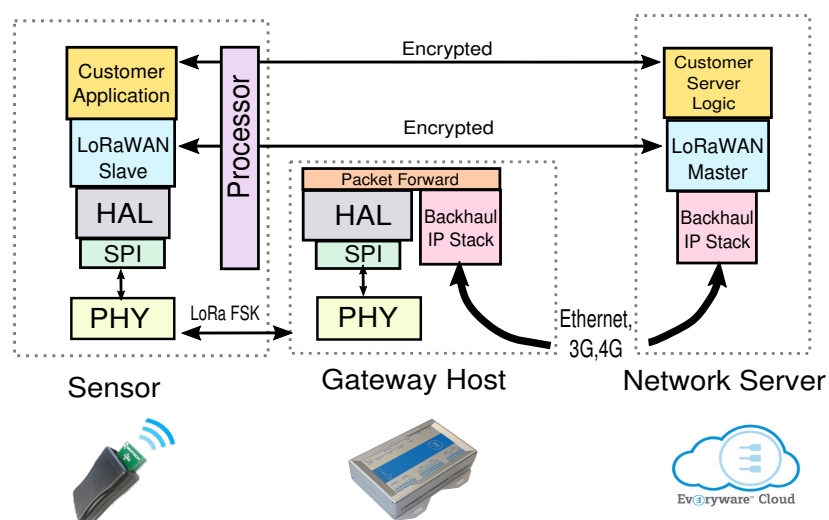 Encrypted
Customer
Application
Processor
Customer
Server
Logic
Encrypted
LoRaWAN
Slave
LoRaWAN
Master
Packet Forward
HAL
HAL
Backhaul
IP Stack
Backhaul
IP Stack
SPI
SPI
PHY
LoRa FSK
PHY
Ethernet,
3G,4G
Sensor
Gateway Host
Network Server
Everyware™ Cloud